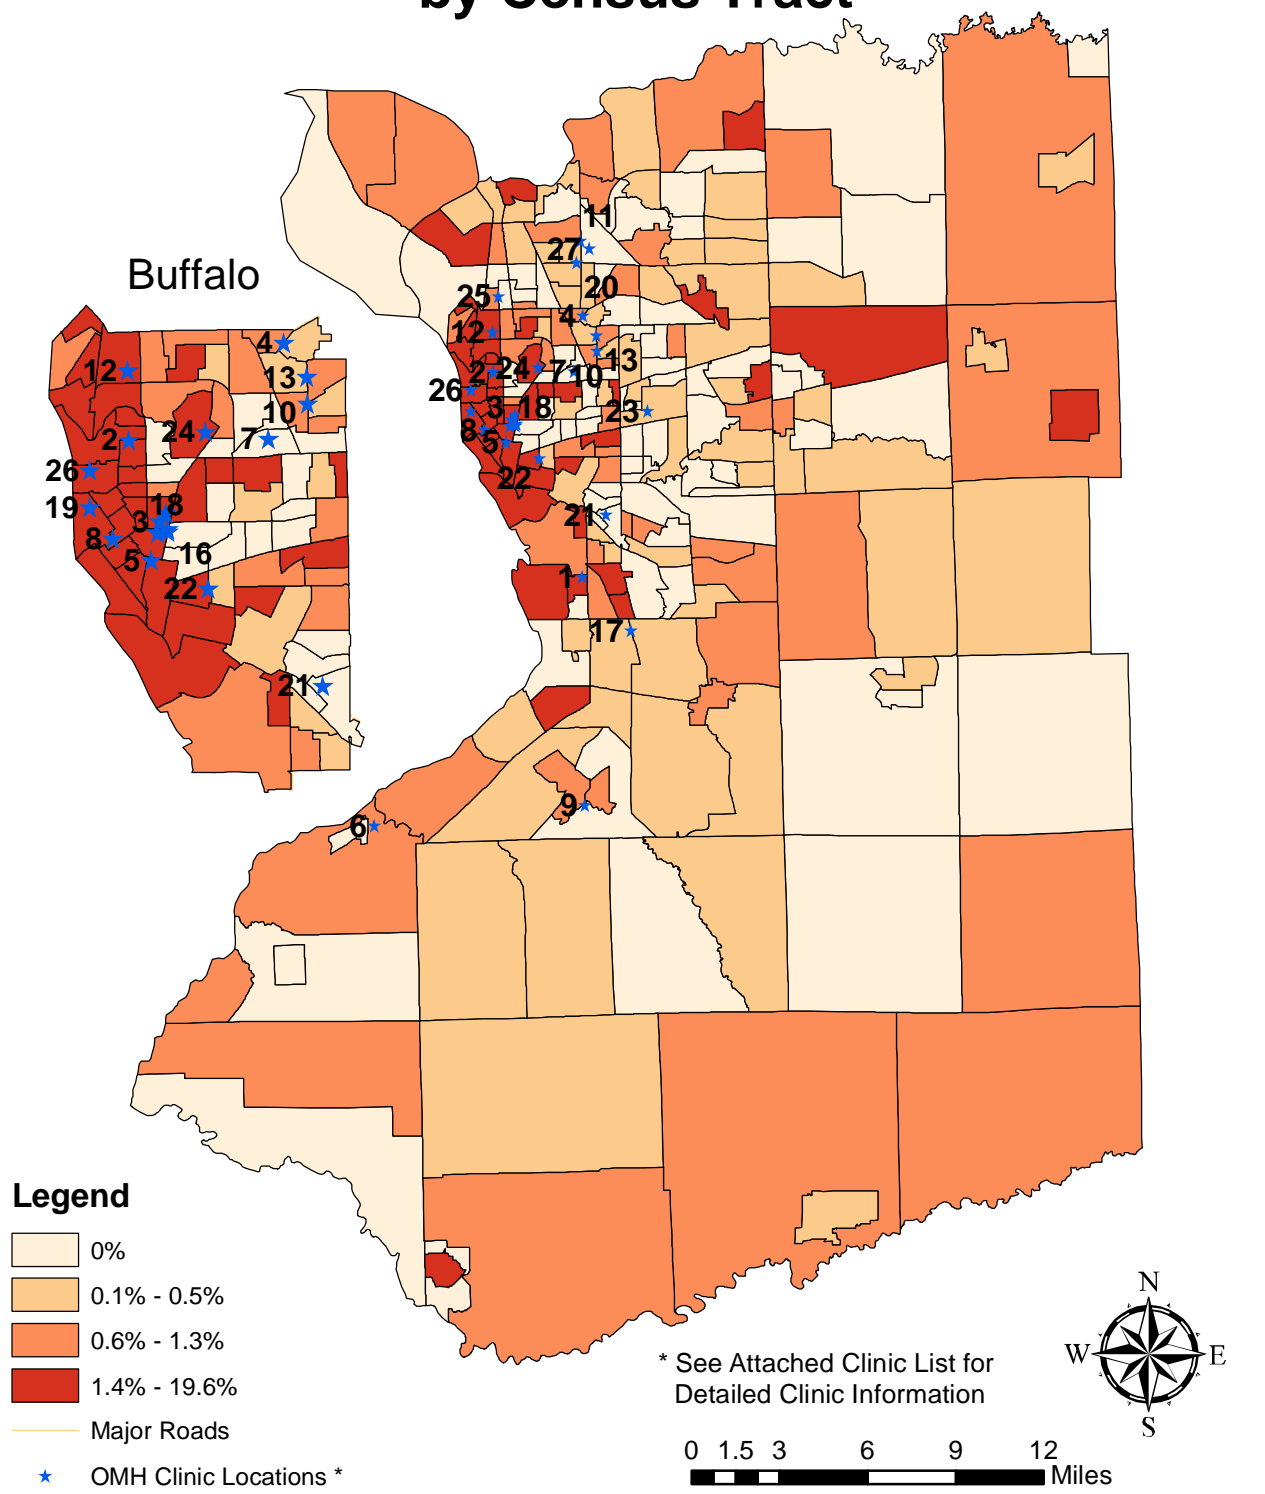 by Census Tract
Buffalo
11
27
20
25
4
12
13
24
7
10
2
26
3
18
23
8
5
22
21
1
17
9
6
4
12
13
10
24
2
7
26
19
18
3
8
16
5
22
21
Legend
0%
0.1% - 0.5%
0.6% - 1.3%
1.4% - 19.6%
Major Roads
OMH Clinic Locations *
* See Attached Clinic List for
Detailed Clinic Information
N
W
E
S
0 1.5 3 6 9 12
Miles